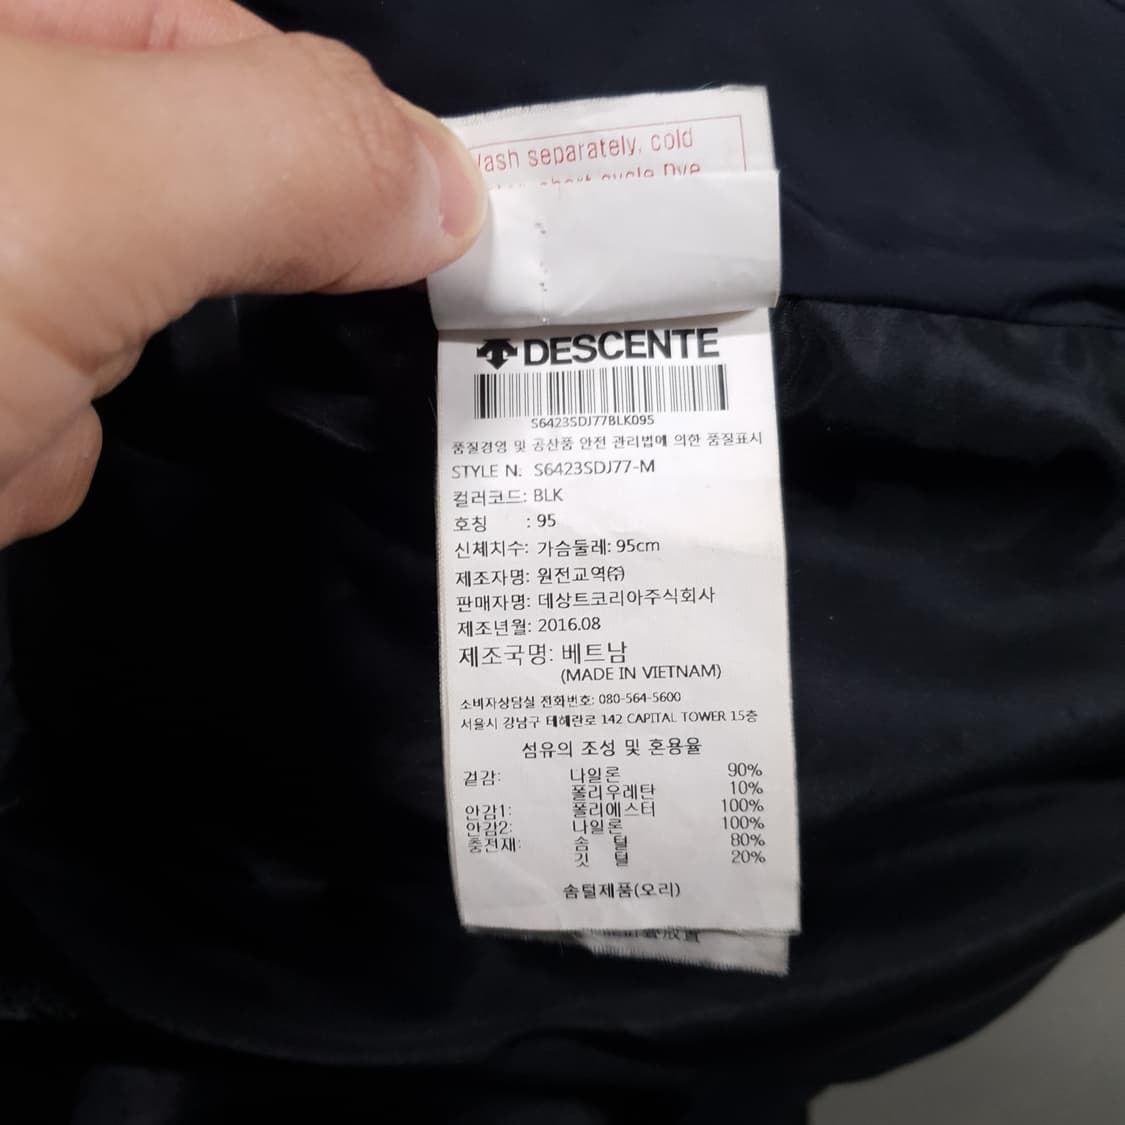 Wash separately, cold
short cycle Dye
DESCENTE
S6423SDJ77BLK095
품질경영 및 공산품 안전 관리법에 의한 품질표시
STYLE N: S6423SDJ77-M
컬러코드: BLK
호칭 : 95
신체치수: 가슴둘레: 95cm
제조자명: 원전교역㈜
판매자명: 데상트코리아주식회사
제조년월: 2016.08
제조국명: 베트남
(MADE IN VIETNAM)
소비자상담실 전화번호: 080-564-5600
서울시 강남구 테헤란로 142 CAPITAL TOWER 15층
섬유의 조성 및 혼용율
겉감: 나일론 90%
폴리우레탄 10%
안감1: 폴리에스터 100%
안감2: 나일론 100%
충전재: 솜 털 80%
깃 털 20%
솜털제품(오리)